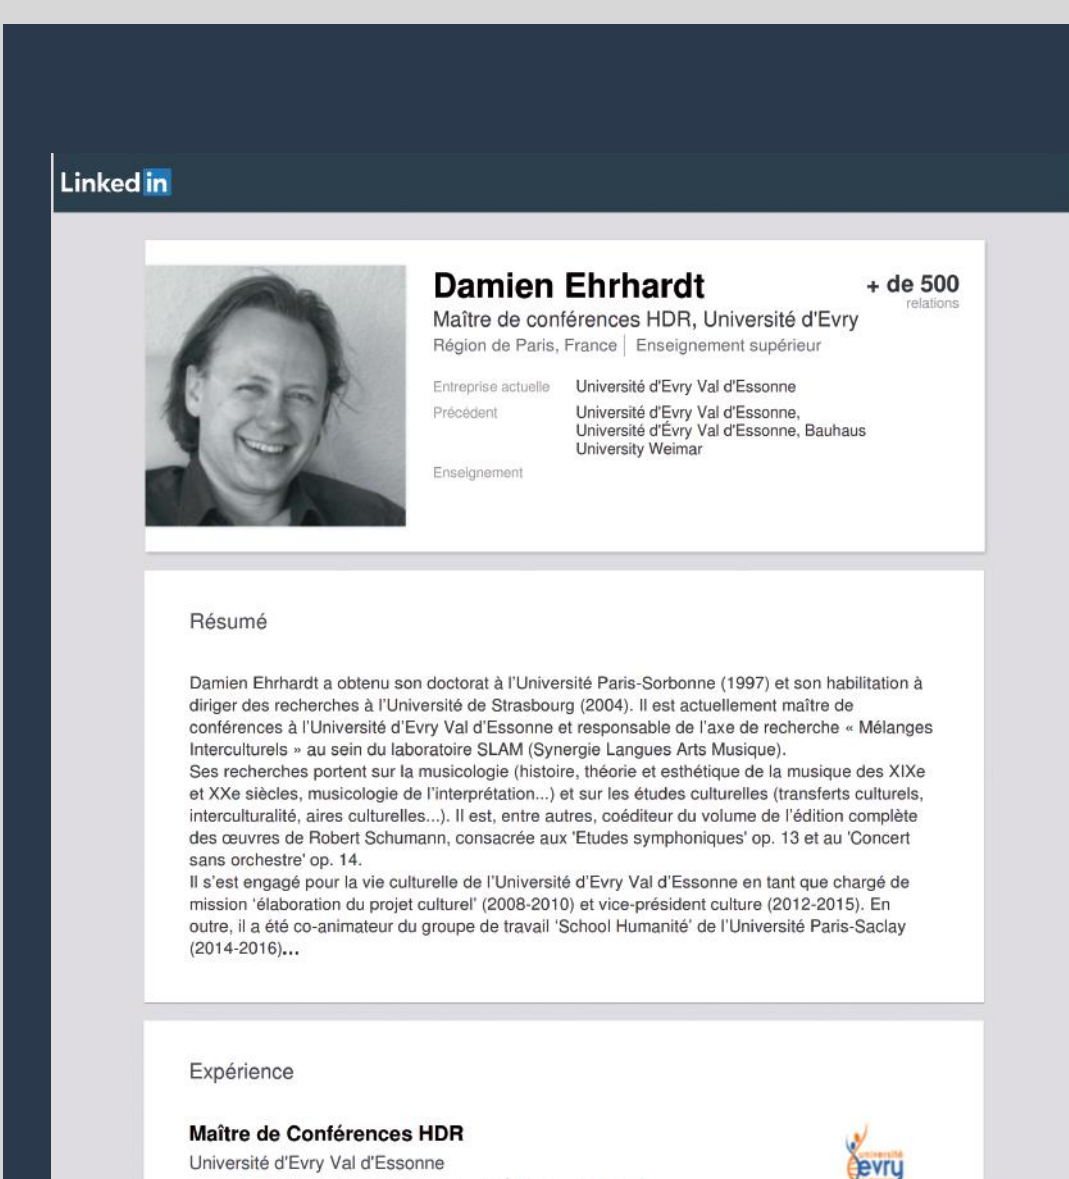 Linked in
Damien Ehrhardt
+ de 500
relations
Maître de conférences HDR, Université d'Evry
Région de Paris, France | Enseignement supérieur
Entreprise actuelle Université d'Evry Val d'Essonne
Précédent Université d'Evry Val d'Essonne,
Université d'Évry Val d'Essonne, Bauhaus
University Weimar
Enseignement
Résumé
Damien Ehrhardt a obtenu son doctorat à l’Université Paris-Sorbonne (1997) et son habilitation à
diriger des recherches à l’Université de Strasbourg (2004). Il est actuellement maître de
conférences à l’Université d’Evry Val d’Essonne et responsable de l’axe de recherche « Mélanges
Interculturels » au sein du laboratoire SLAM (Synergie Langues Arts Musique).
Ses recherches portent sur la musicologie (histoire, théorie et esthétique de la musique des XIXe
et XXe siècles, musicologie de l’interprétation...) et sur les études culturelles (transferts culturels,
interculturalité, aires culturelles...). Il est, entre autres, coéditeur du volume de l’édition complète
des œuvres de Robert Schumann, consacrée aux 'Etudes symphoniques' op. 13 et au 'Concert
sans orchestre' op. 14.
Il s’est engagé pour la vie culturelle de l’Université d’Evry Val d’Essonne en tant que chargé de
mission ‘élaboration du projet culturel’ (2008-2010) et vice-président culture (2012-2015). En
outre, il a été co-animateur du groupe de travail ‘School Humanité’ de l’Université Paris-Saclay
(2014-2016)...
Expérience
Maître de Conférences HDR
Université d'Evry Val d'Essonne
université
evry